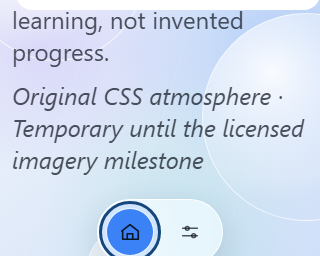 learning, not invented
progress.
Original CSS atmosphere ·
Temporary until the licensed
imagery milestone